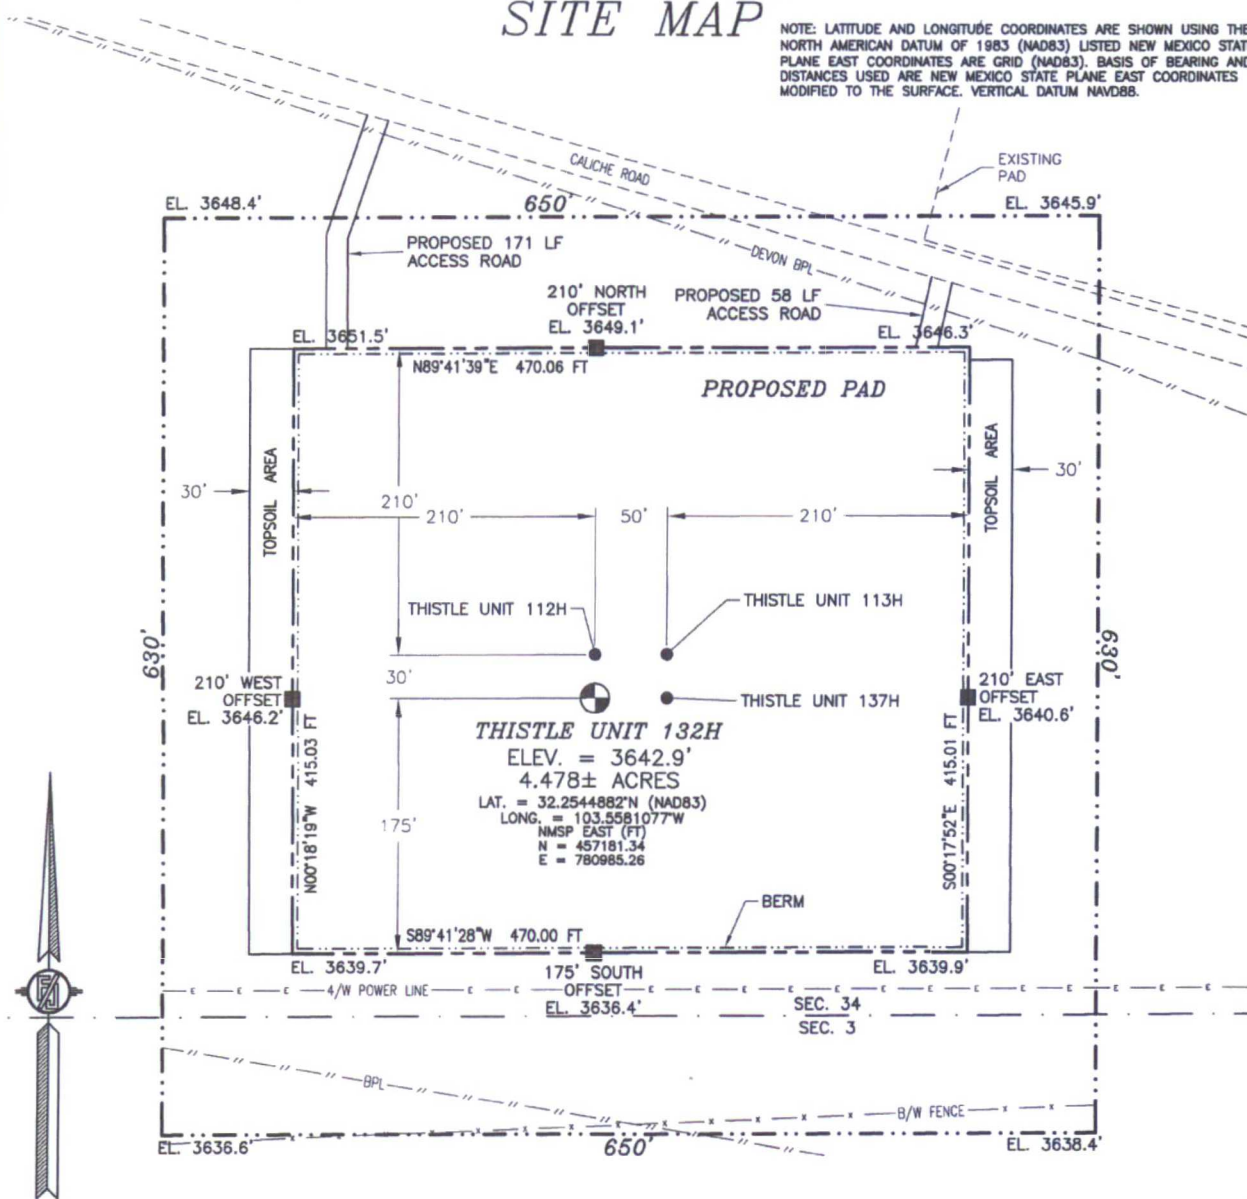 SITE MAP
NOTE: LATITUDE AND LONGITUDE COORDINATES ARE SHOWN USING THE
NORTH AMERICAN DATUM OF 1983 (NAD83) LISTED NEW MEXICO STAT
PLANE EAST COORDINATES ARE GRID (NAD83). BASIS OF BEARING AND
DISTANCES USED ARE NEW MEXICO STATE PLANE EAST COORDINATES
MODIFIED TO THE SURFACE. VERTICAL DATUM NAVD88.
CALICHE ROAD
EXISTING
PAD
EL. 3648.4'
650'
EL. 3645.9'
PROPOSED 171 LF
ACCESS ROAD
DEVON BPL
210' NORTH
OFFSET
EL. 3649.1'
PROPOSED 58 LF
ACCESS ROAD
EL. 3651.5'
EL. 3646.3'
N89°41'39"E 470.06 FT
PROPOSED PAD
TOPSOIL AREA
TOPSOIL AREA
30'
30'
210'
210'
50'
210'
THISTLE UNIT 112H
THISTLE UNIT 113H
630'
630'
30'
210' WEST
OFFSET
EL. 3646.2'
210' EAST
OFFSET
EL. 3640.6'
THISTLE UNIT 137H
THISTLE UNIT 132H
ELEV. = 3642.9'
4.478± ACRES
LAT. = 32.2544882°N (NAD83)
LONG. = 103.5581077°W
NMSP EAST (FT)
N = 457181.34
E = 780985.26
N00°18'19"W 415.03 FT
S00°17'52"E 415.01 FT
175'
BERM
S89°41'28"W 470.00 FT
EL. 3639.7'
175' SOUTH
OFFSET
EL. 3636.4'
EL. 3639.9'
E E E 4/W POWER LINE E E E E E E E E E E E E
SEC. 34
SEC. 3
BPL
B/W FENCE
EL. 3636.6'
650'
EL. 3638.4'